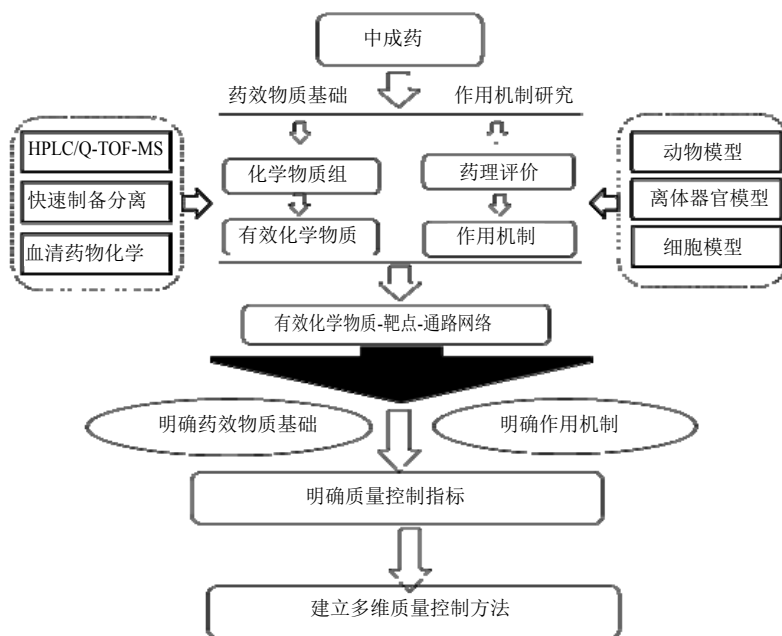 中成药
药效物质基础
作用机制研究
HPLC/Q-TOF-MS
快速制备分离
血清药物化学
化学物质组
有效化学物质
药理评价
作用机制
动物模型
离体器官模型
细胞模型
有效化学物质-靶点-通路网络
明确药效物质基础
明确作用机制
明确质量控制指标
建立多维质量控制方法